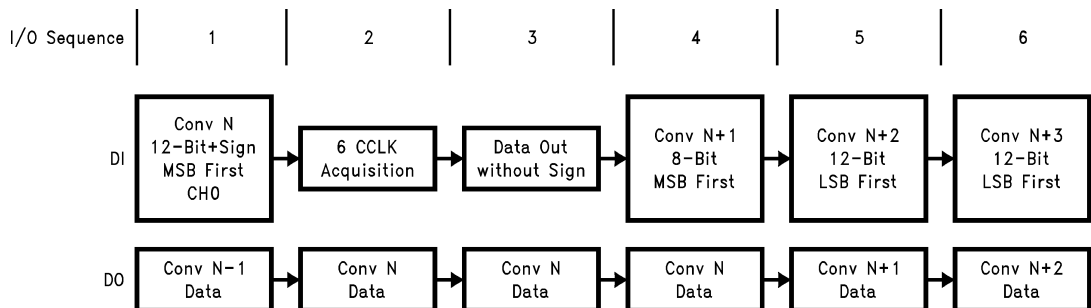 I/O Sequence 1 2 3 4 5 6
DI
Conv N
12-Bit+Sign
MSB First
CH0
6 CCLK
Acquisition
Data Out
without Sign
Conv N+1
8-Bit
MSB First
Conv N+2
12-Bit
LSB First
Conv N+3
12-Bit
LSB First
DO
Conv N-1
Data
Conv N
Data
Conv N
Data
Conv N
Data
Conv N+1
Data
Conv N+2
Data